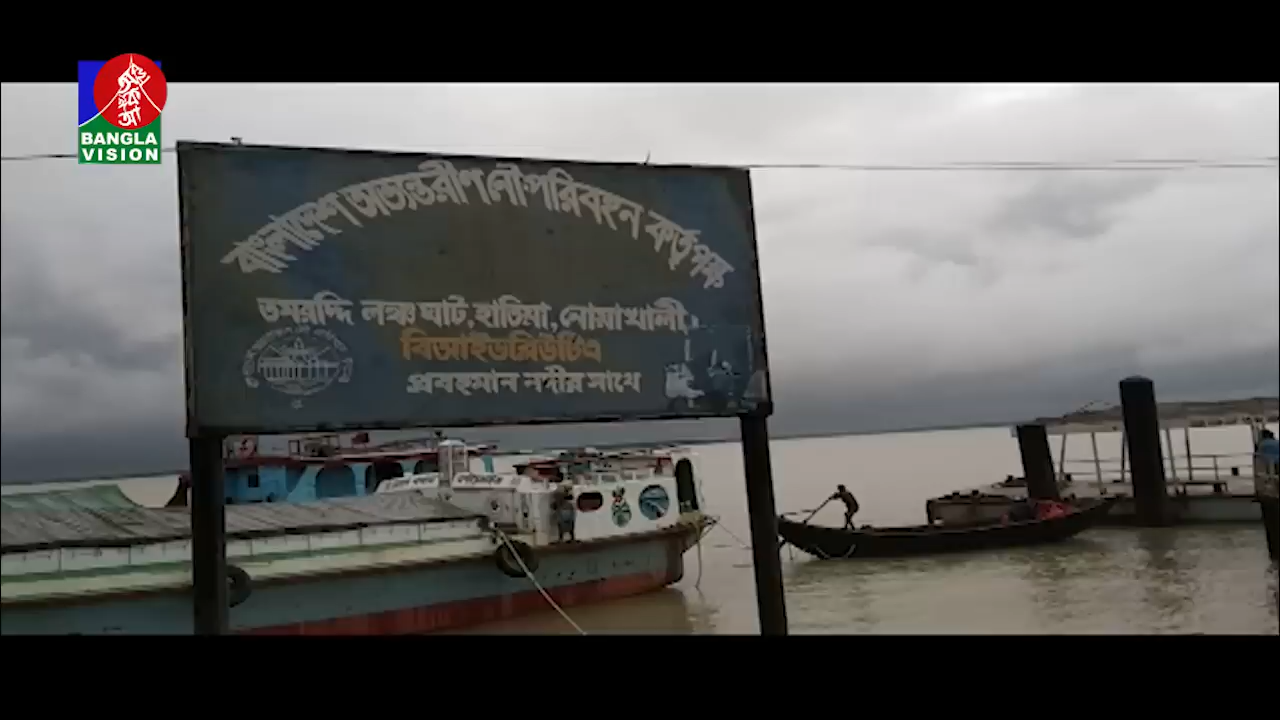 BANGLA
VISION
বাংলাদেশ অভ্যন্তরীণ নৌ-পরিবহন কর্তৃপক্ষ
তমরদ্দি লঞ্চ ঘাট, হাতিয়া, নোয়াখালী
বিআইডব্লিউটিএ
প্রবহমান নদীর সাথে